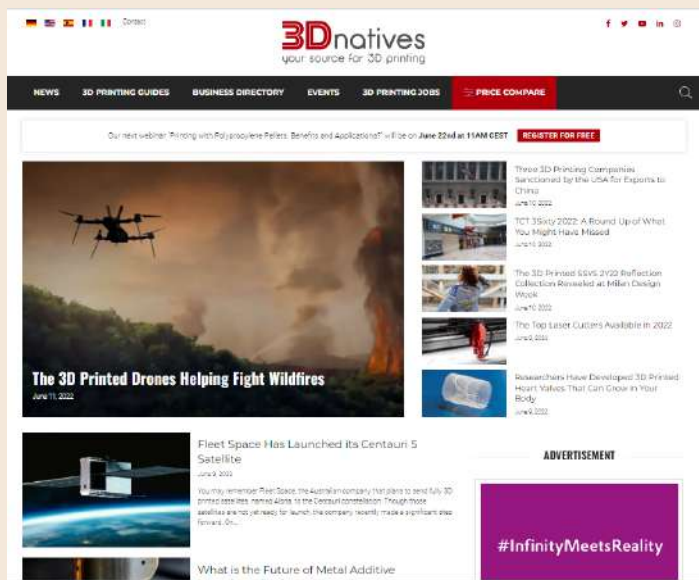 Contact
3Dnatives
your source for 3D printing
NEWS 3D PRINTING GUIDES BUSINESS DIRECTORY EVENTS 3D PRINTING JOBS PRICE COMPARE
Our next webinar "Printing with Polypropylene Pellets: Benefits and Applications" will be on June 22nd at 11AM CEST REGISTER FOR FREE
The 3D Printed Drones Helping Fight Wildfires
June 11, 2022
Three 3D Printing Companies
Sanctioned by the USA for Exports to
China
June 10, 2022
TCT 3Sixty 2022: A Round Up of What
You Might Have Missed
June 10, 2022
The 3D Printed SSYS 2Y22 Reflection
Collection Revealed at Milan Design
Week
June 10, 2022
The Top Laser Cutters Available in 2022
June 9, 2022
Researchers Have Developed 3D Printed
Heart Valves That Can Grow in Your
Body
June 9, 2022
Fleet Space Has Launched its Centauri 5
Satellite
June 9, 2022
You may remember Fleet Space, the Australian company that plans to send fully 3D
printed satellites, named Alpha, to the Centauri constellation. Though those
satellites are not yet ready for launch, the company recently made a significant step
forward. On...
What is the Future of Metal Additive
ADVERTISEMENT
#InfinityMeetsReality